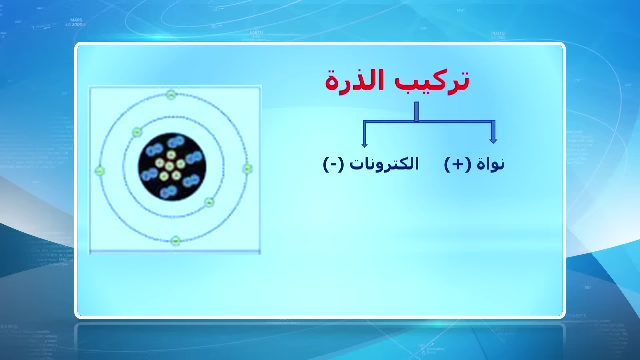 تركيب الذرة
نواة (+) الكترونات (-)